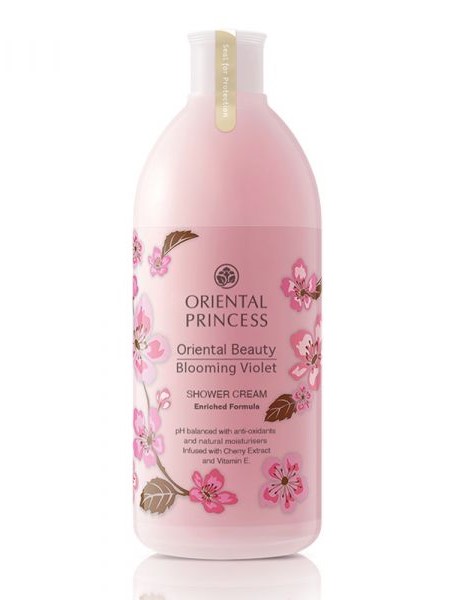 Seal for Protection
ORIENTAL
PRINCESS
Oriental Beauty
Blooming Violet
SHOWER CREAM
Enriched Formula
pH balanced with anti-oxidants
and natural moisturisers
Infused with Cherry Extract
and Vitamin E.